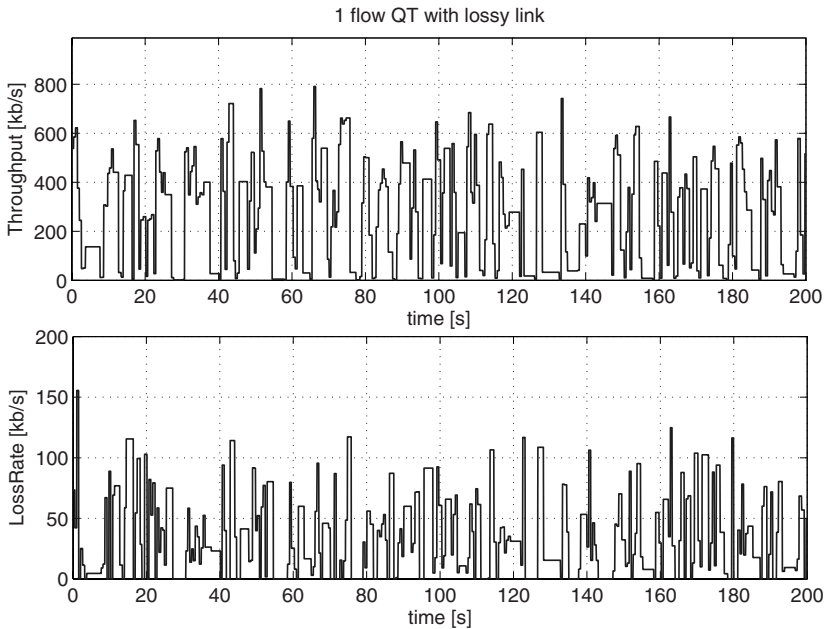 1 flow QT with lossy link
Throughput [kb/s]
800
600
400
200
0
0 20 40 60 80 100 120 140 160 180 200
time [s]
LossRate [kb/s]
200
150
100
50
0
0 20 40 60 80 100 120 140 160 180 200
time [s]